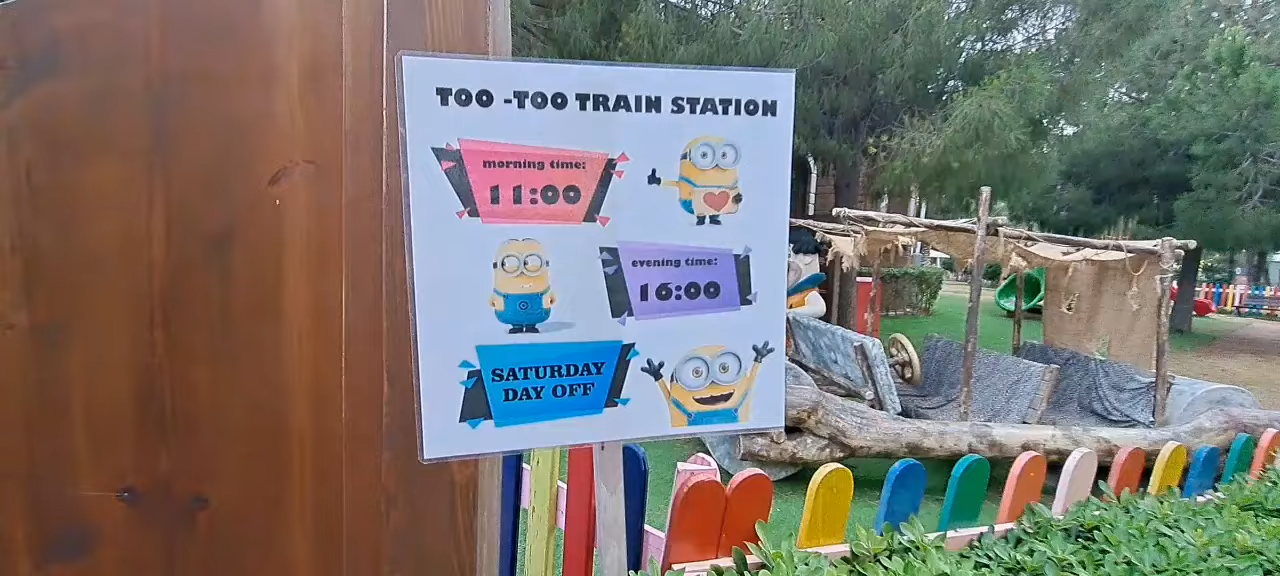 TOO -TOO TRAIN STATION
morning time:
11:00
evening time:
16:00
SATURDAY
DAY OFF